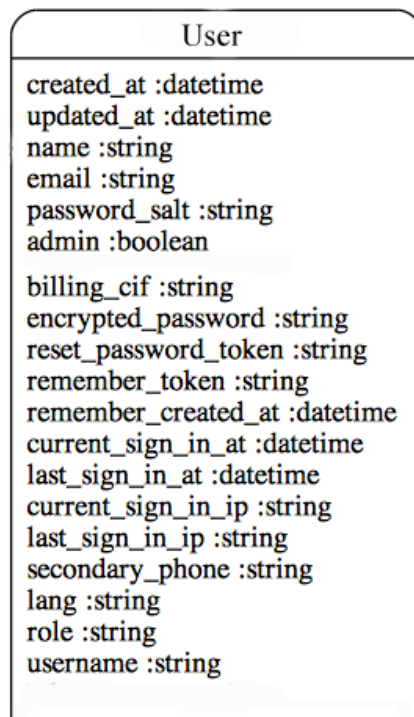 User
created_at :datetime
updated_at :datetime
name :string
email :string
password_salt :string
admin :boolean
billing_cif :string
encrypted_password :string
reset_password_token :string
remember_token :string
remember_created_at :datetime
current_sign_in_at :datetime
last_sign_in_at :datetime
current_sign_in_ip :string
last_sign_in_ip :string
secondary_phone :string
lang :string
role :string
username :string